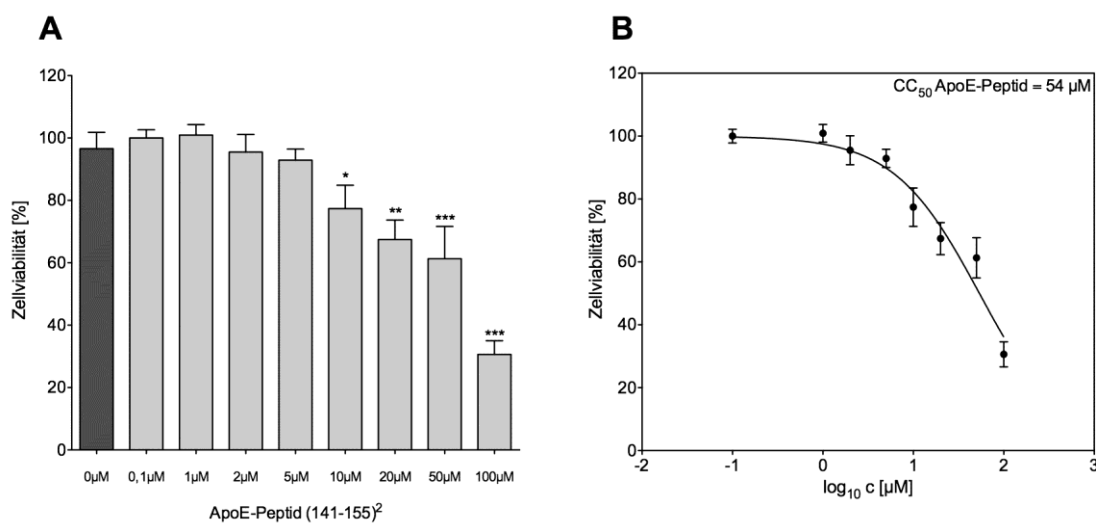 A
120
100
80
60
40
20
0
Zellviabilität [%]
*
**
***
***
0µM 0,1µM 1µM 2µM 5µM 10µM 20µM 50µM 100µM
ApoE-Peptid (141-155)²
B
120
100
80
60
40
20
0
Zellviabilität [%]
CC₅₀ ApoE-Peptid = 54 µM
-2 -1 0 1 2 3
log₁₀ c [µM]